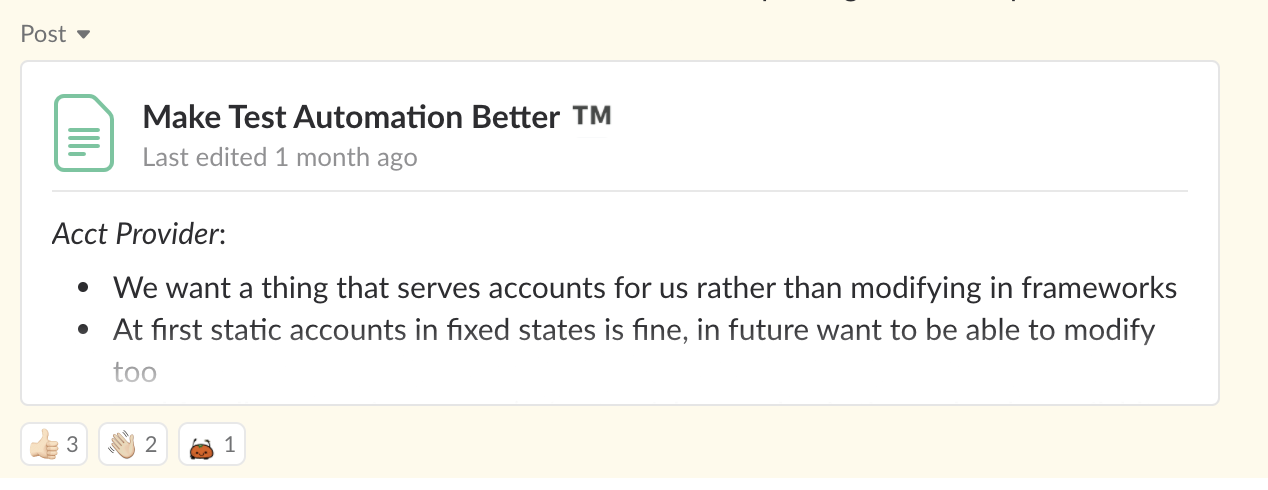 Post
Make Test Automation Better ™
Last edited 1 month ago
Acct Provider:
• We want a thing that serves accounts for us rather than modifying in frameworks
• At first static accounts in fixed states is fine, in future want to be able to modify
too
3 2 1